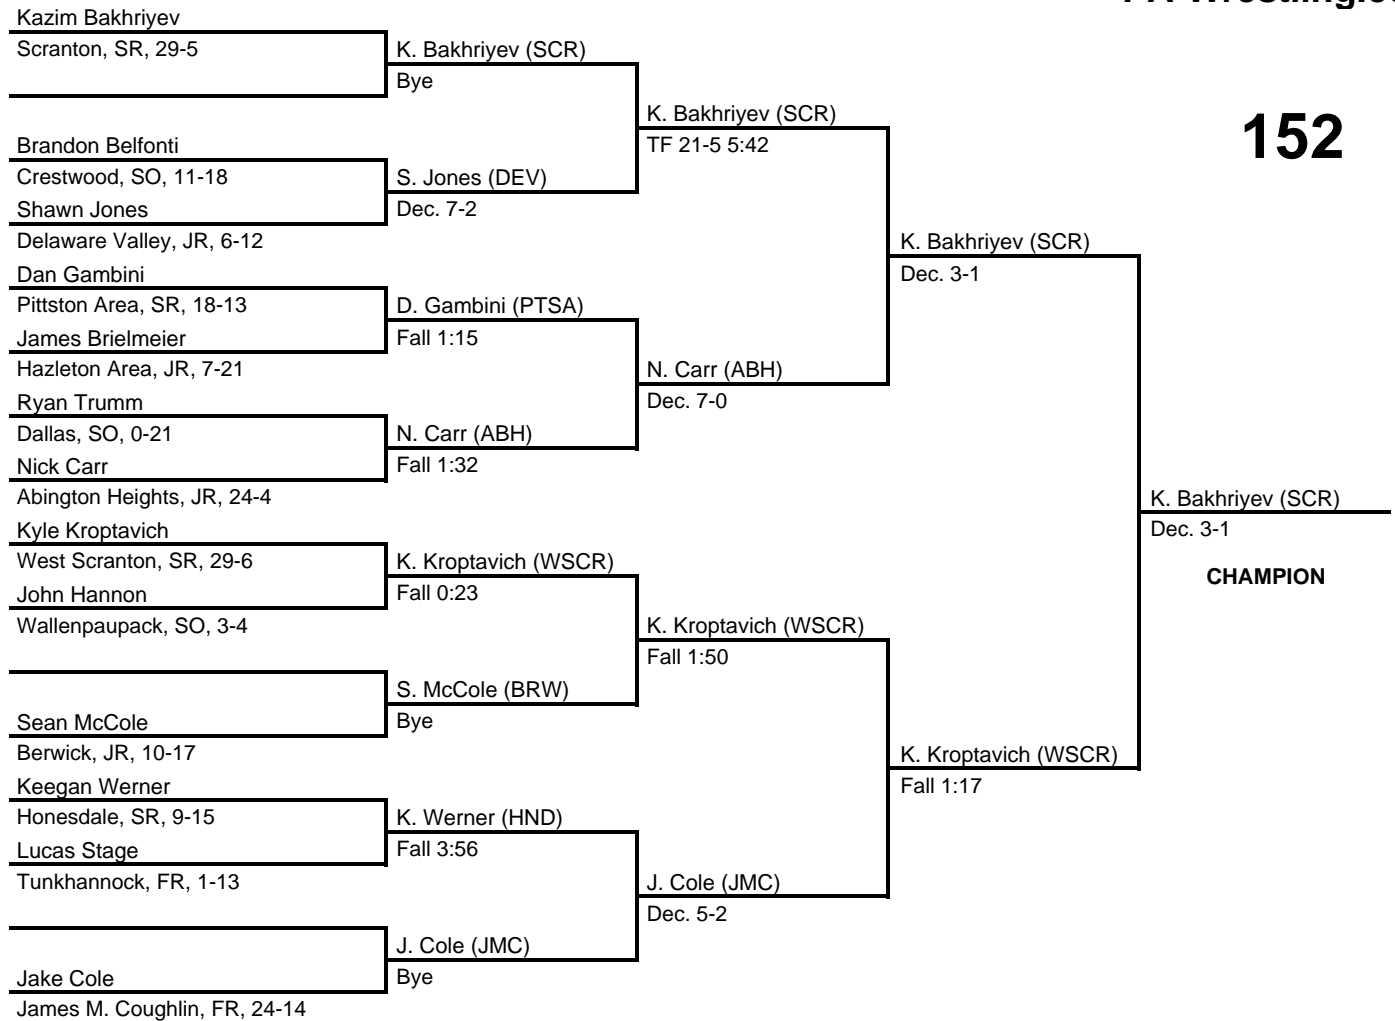 Kazim Bakhriyev
Scranton, SR, 29-5
Brandon Belfonti
Crestwood, SO, 11-18
Shawn Jones
Delaware Valley, JR, 6-12
Dan Gambini
Pittston Area, SR, 18-13
James Brielmeier
Hazleton Area, JR, 7-21
Ryan Trumm
Dallas, SO, 0-21
Nick Carr
Abington Heights, JR, 24-4
Kyle Kroptavich
West Scranton, SR, 29-6
John Hannon
Wallenpaupack, SO, 3-4
Sean McCole
Berwick, JR, 10-17
Keegan Werner
Honesdale, SR, 9-15
Lucas Stage
Tunkhannock, FR, 1-13
Jake Cole
James M. Coughlin, FR, 24-14
K. Bakhriyev (SCR)
Bye
S. Jones (DEV)
Dec. 7-2
D. Gambini (PTSA)
Fall 1:15
N. Carr (ABH)
Fall 1:32
K. Kroptavich (WSCR)
Fall 0:23
S. McCole (BRW)
Bye
K. Werner (HND)
Fall 3:56
J. Cole (JMC)
Bye
K. Bakhriyev (SCR)
TF 21-5 5:42
N. Carr (ABH)
Dec. 7-0
K. Kroptavich (WSCR)
Fall 1:50
J. Cole (JMC)
Dec. 5-2
K. Bakhriyev (SCR)
Dec. 3-1
K. Kroptavich (WSCR)
Fall 1:17
152
K. Bakhriyev (SCR)
Dec. 3-1
CHAMPION